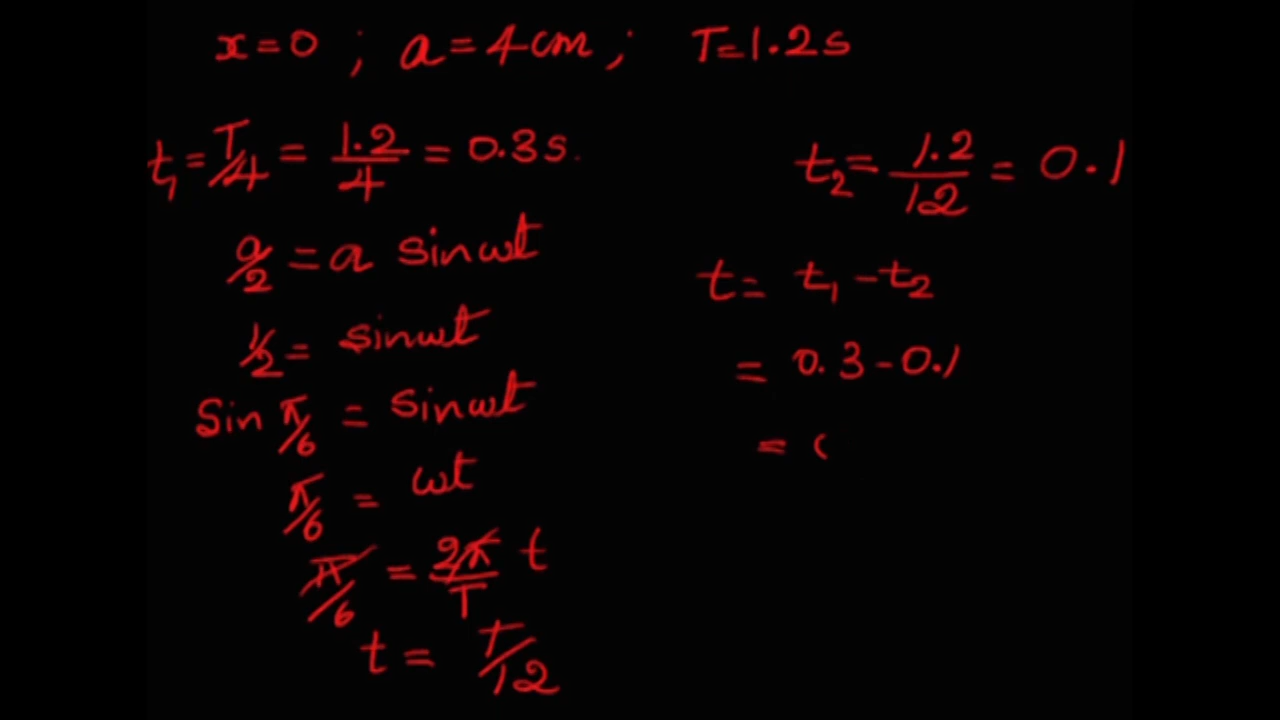 x = 0 ; a = 4 cm ; T = 1.2 s
t₁ = T/4 = 1.2/4 = 0.3 s.
a/2 = a sin ωt
1/2 = sin ωt
Sin π/6 = sin ωt
π/6 = ωt
π/6 = 2π/T t
t = T/12
t₂ = 1.2/12 = 0.1
t = t₁ - t₂
= 0.3 - 0.1
= (